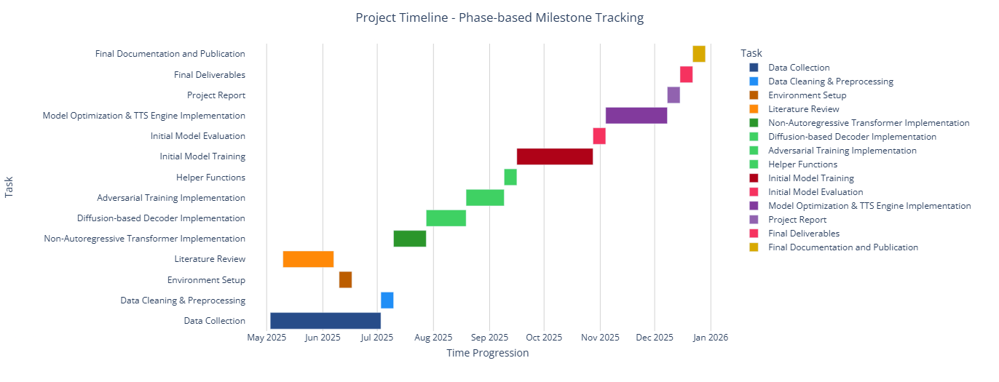 Project Timeline - Phase-based Milestone Tracking
Final Documentation and Publication
Final Deliverables
Project Report
Model Optimization & TTS Engine Implementation
Initial Model Evaluation
Initial Model Training
Helper Functions
Adversarial Training Implementation
Diffusion-based Decoder Implementation
Non-Autoregressive Transformer Implementation
Literature Review
Environment Setup
Data Cleaning & Preprocessing
Data Collection
Task
May 2025
Jun 2025
Jul 2025
Aug 2025
Sep 2025
Oct 2025
Nov 2025
Dec 2025
Jan 2026
Time Progression
Task
Data Collection
Data Cleaning & Preprocessing
Environment Setup
Literature Review
Non-Autoregressive Transformer Implementation
Diffusion-based Decoder Implementation
Adversarial Training Implementation
Helper Functions
Initial Model Training
Initial Model Evaluation
Model Optimization & TTS Engine Implementation
Project Report
Final Deliverables
Final Documentation and Publication